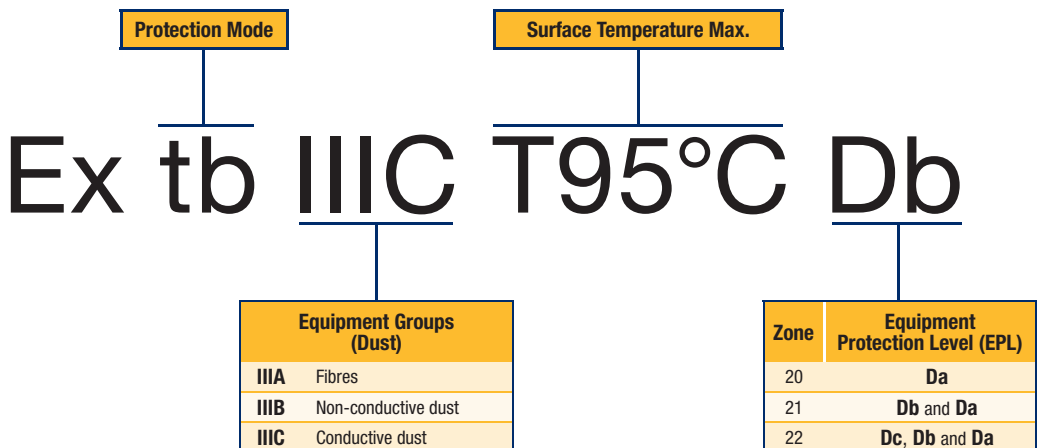 Protection Mode
Surface Temperature Max.
Ex tb IIIC T95°C Db
Equipment Groups
(Dust)
IIIA Fibres
IIIB Non-conductive dust
IIIC Conductive dust
Zone Equipment
Protection Level (EPL)
20 Da
21 Db and Da
22 Dc, Db and Da